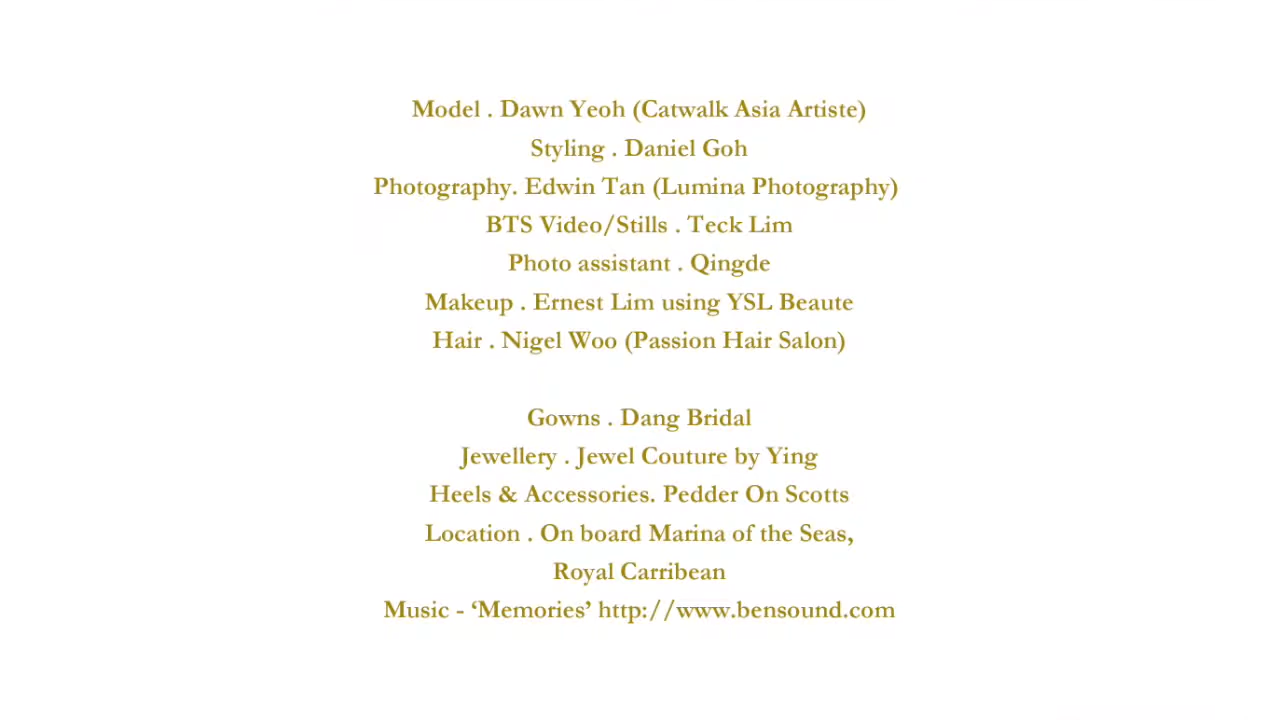 Model . Dawn Yeoh (Catwalk Asia Artiste)
Styling . Daniel Goh
Photography. Edwin Tan (Lumina Photography)
BTS Video/Stills . Teck Lim
Photo assistant . Qingde
Makeup . Ernest Lim using YSL Beaute
Hair . Nigel Woo (Passion Hair Salon)
Gowns . Dang Bridal
Jewellery . Jewel Couture by Ying
Heels & Accessories. Pedder On Scotts
Location . On board Marina of the Seas,
Royal Carribean
Music - ‘Memories’ http://www.bensound.com